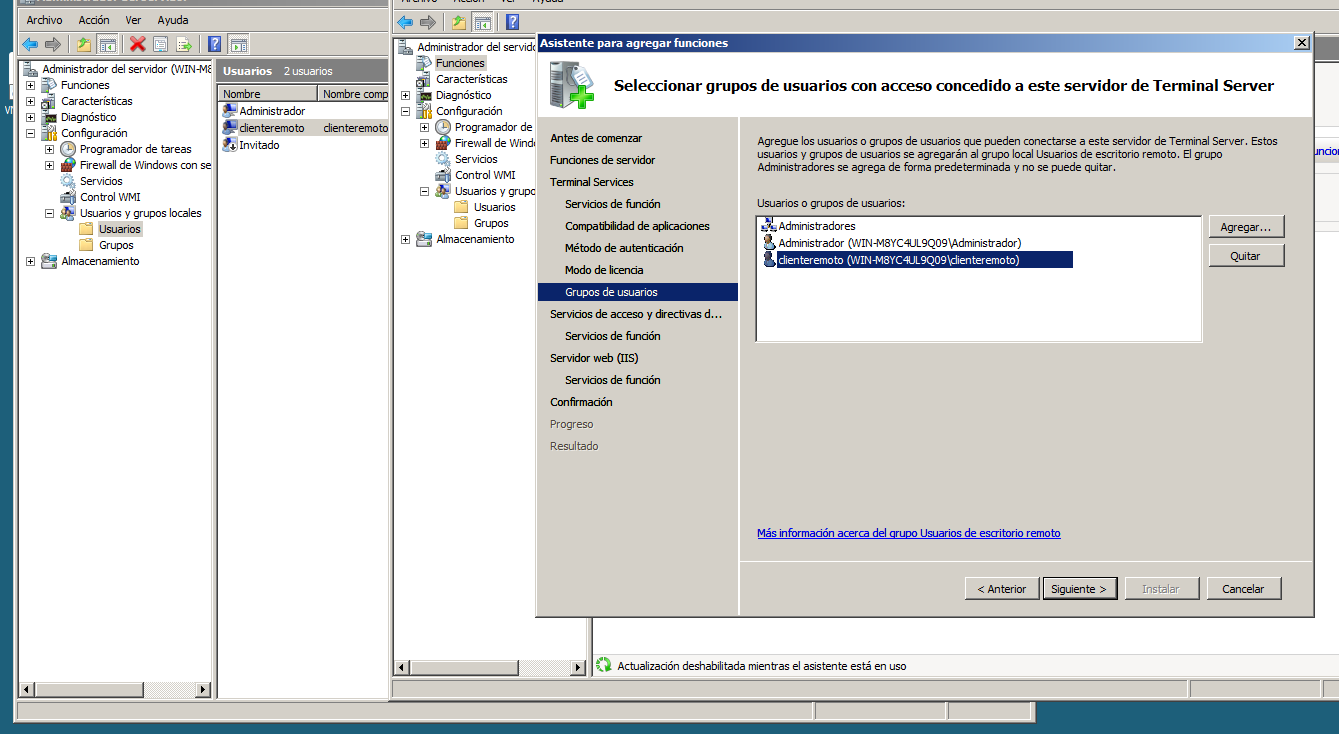 Archivo Acción Ver Ayuda
Administrador del servidor (WIN-M8
Funciones
Características
Diagnóstico
Configuración
Programador de tareas
Firewall de Windows con se
Servicios
Control WMI
Usuarios y grupos locales
Usuarios
Grupos
Almacenamiento
Usuarios 2 usuarios
Nombre Nombre comp
Administrador
clienteremoto clienteremoto
Invitado
Administrador del servido
Funciones
Características
Diagnóstico
Configuración
Programador de
Firewall de Wind
Servicios
Control WMI
Usuarios y grupo
Usuarios
Grupos
Almacenamiento
Asistente para agregar funciones
Seleccionar grupos de usuarios con acceso concedido a este servidor de Terminal Server
Antes de comenzar
Funciones de servidor
Terminal Services
Servicios de función
Compatibilidad de aplicaciones
Método de autenticación
Modo de licencia
Grupos de usuarios
Servicios de acceso y directivas d...
Servicios de función
Servidor web (IIS)
Servicios de función
Confirmación
Progreso
Resultado
Agregue los usuarios o grupos de usuarios que pueden conectarse a este servidor de Terminal Server. Estos
usuarios y grupos de usuarios se agregarán al grupo local Usuarios de escritorio remoto. El grupo
Administradores se agrega de forma predeterminada y no se puede quitar.
Usuarios o grupos de usuarios:
Administradores
Administrador (WIN-M8YC4UL9Q09\Administrador)
clienteremoto (WIN-M8YC4UL9Q09\clienteremoto)
Agregar...
Quitar
Más información acerca del grupo Usuarios de escritorio remoto
< Anterior Siguiente > Instalar Cancelar
Actualización deshabilitada mientras el asistente está en uso